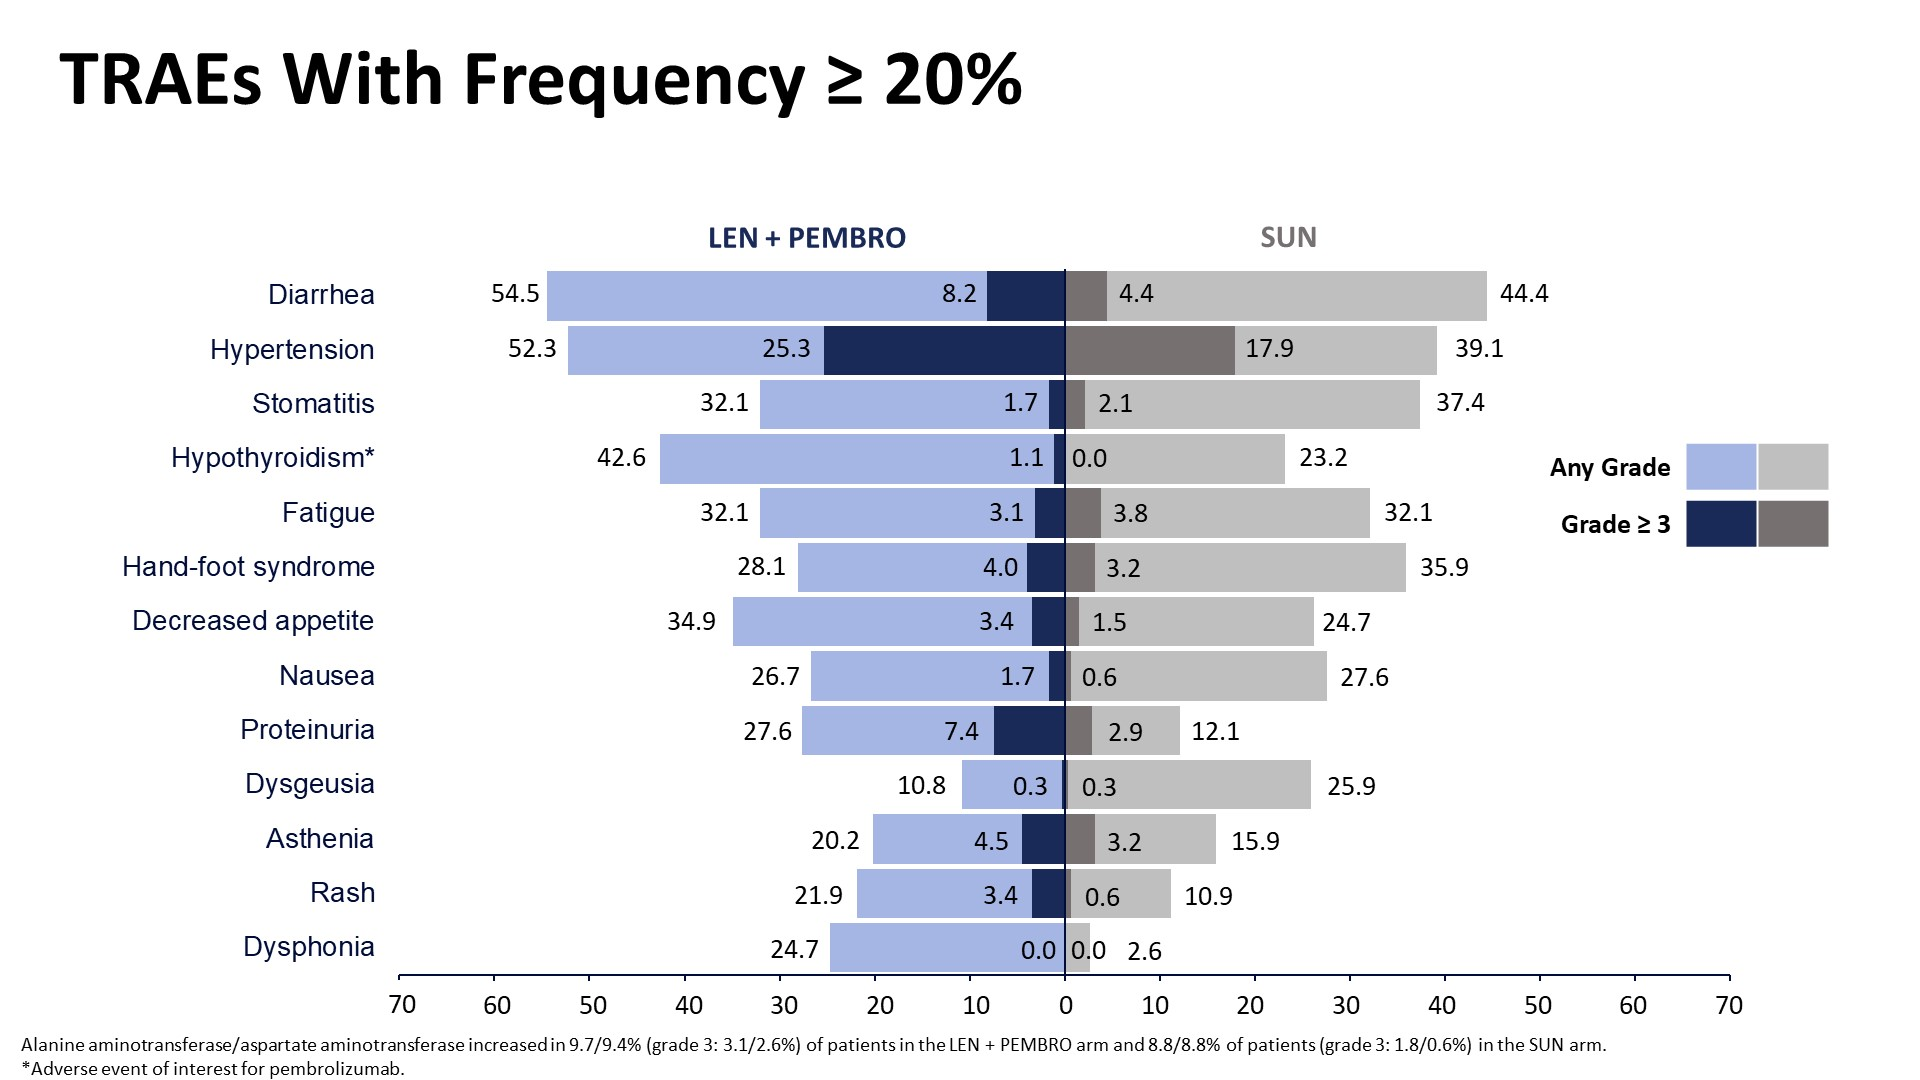 TRAEs With Frequency ≥ 20%
LEN + PEMBRO SUN
Diarrhea 54.5 8.2 4.4 44.4
Hypertension 52.3 25.3 17.9 39.1
Stomatitis 32.1 1.7 2.1 37.4
Hypothyroidism* 42.6 1.1 0.0 23.2
Any Grade
Fatigue 32.1 3.1 3.8 32.1
Grade ≥ 3
Hand-foot syndrome 28.1 4.0 3.2 35.9
Decreased appetite 34.9 3.4 1.5 24.7
Nausea 26.7 1.7 0.6 27.6
Proteinuria 27.6 7.4 2.9 12.1
Dysgeusia 10.8 0.3 0.3 25.9
Asthenia 20.2 4.5 3.2 15.9
Rash 21.9 3.4 0.6 10.9
Dysphonia 24.7 0.0 0.0 2.6
70 60 50 40 30 20 10 0 10 20 30 40 50 60 70
Alanine aminotransferase/aspartate aminotransferase increased in 9.7/9.4% (grade 3: 3.1/2.6%) of patients in the LEN + PEMBRO arm and 8.8/8.8% of patients (grade 3: 1.8/0.6%) in the SUN arm.
*Adverse event of interest for pembrolizumab.